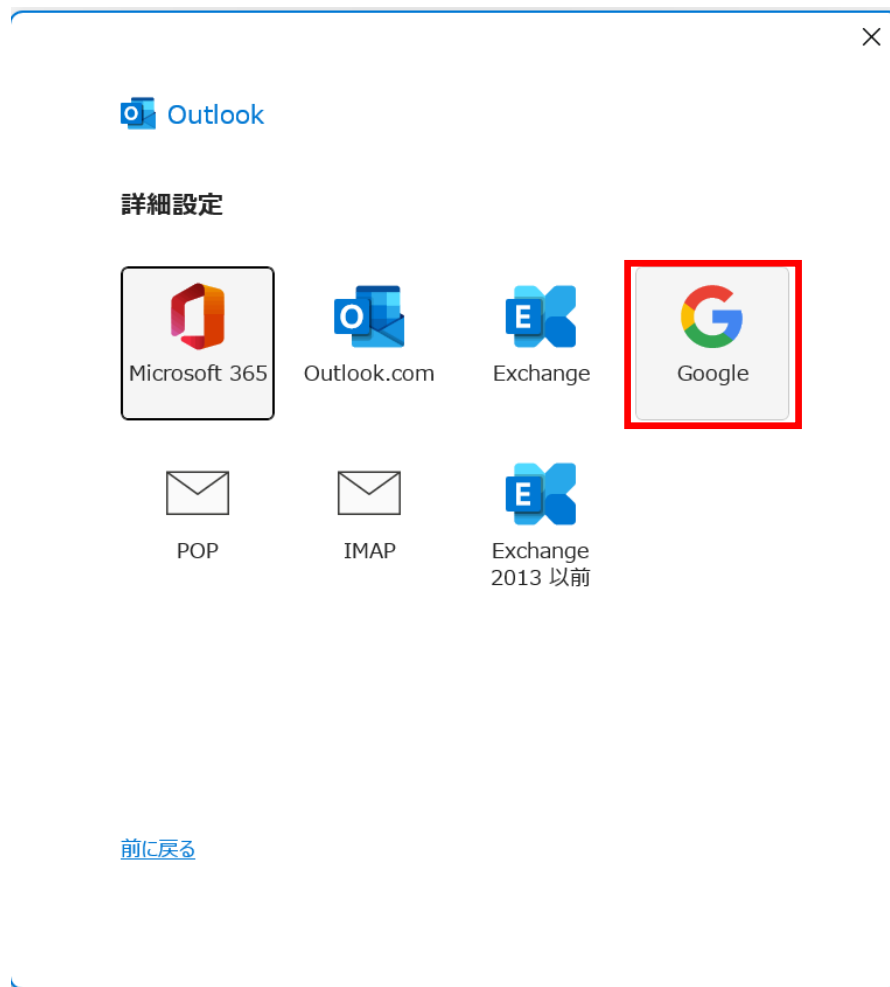 Outlook
詳細設定
Microsoft 365
Outlook.com
Exchange
Google
POP
IMAP
Exchange
2013 以前
前に戻る